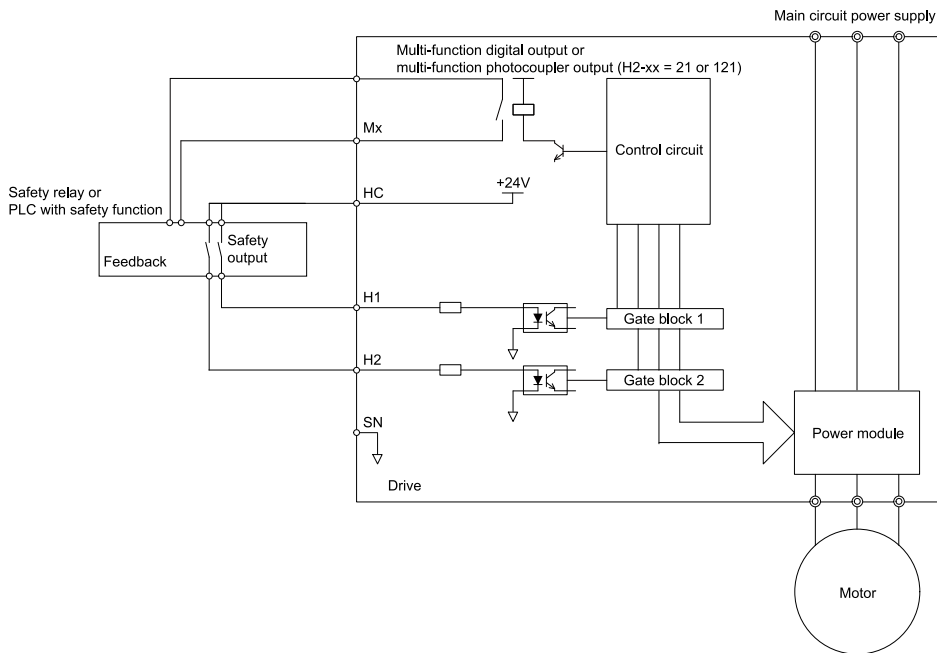 Main circuit power supply
Multi-function digital output or
multi-function photocoupler output (H2-xx = 21 or 121)
Mx
Control circuit
+24V
HC
Safety relay or
PLC with safety function
Safety
output
Feedback
H1
Gate block 1
H2
Gate block 2
SN
Power module
Drive
Motor